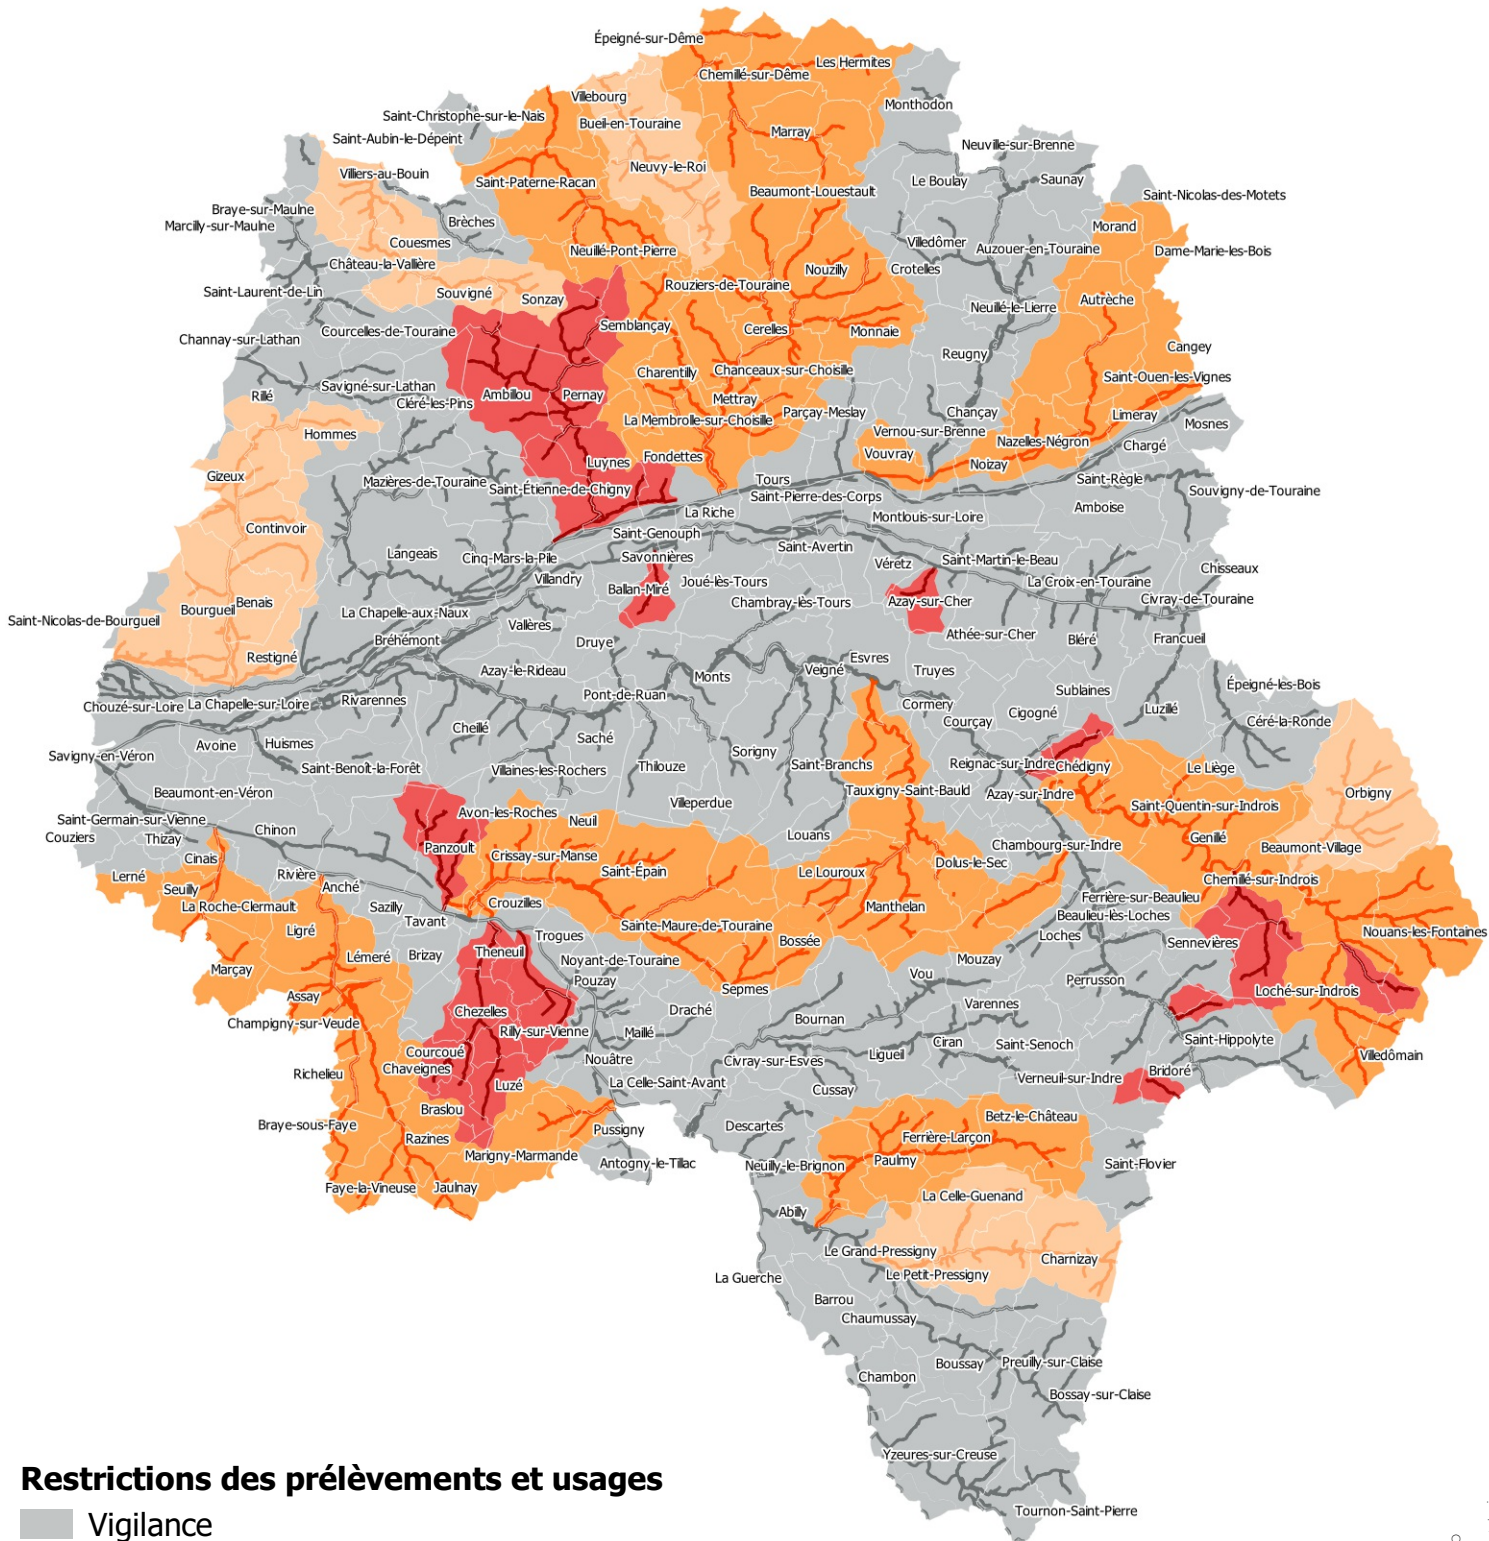 Épeigné-sur-Dême
Les Hermites
Chemillé-sur-Dême
Villebourg
Monthodon
Saint-Christophe-sur-le-Nais
Bueil-en-Touraine
Marray
Saint-Aubin-le-Dépeint
Neuville-sur-Brenne
Neuvy-le-Roi
Villiers-au-Bouin
Saint-Paterne-Racan
Le Boulay
Saunay
Beaumont-Louestault
Saint-Nicolas-des-Motets
Braye-sur-Maulne
Marcilly-sur-Maulne
Brèches
Morand
Couesmes
Villedômer
Auzouer-en-Touraine
Neuillé-Pont-Pierre
Dame-Marie-les-Bois
Château-la-Vallière
Nouzilly
Crotelles
Rouziers-de-Touraine
Saint-Laurent-de-Lin
Souvigné
Sonzay
Autrèche
Neuillé-le-Lierre
Courcelles-de-Touraine
Semblançay
Cerelles
Monnaie
Channay-sur-Lathan
Cangey
Reugny
Charentilly
Chanceaux-sur-Choisille
Saint-Ouen-les-Vignes
Savigné-sur-Lathan
Rillé
Cléré-les-Pins
Ambillou
Pernay
Mettray
Parçay-Meslay
Chançay
Limeray
La Membrolle-sur-Choisille
Mosnes
Hommes
Vernou-sur-Brenne
Nazelles-Négron
Chargé
Vouvray
Fondettes
Luynes
Noizay
Gizeux
Mazières-de-Touraine
Saint-Étienne-de-Chigny
Tours
Saint-Règle
Saint-Pierre-des-Corps
Souvigny-de-Touraine
La Riche
Amboise
Montlouis-sur-Loire
Continvoir
Saint-Genouph
Langeais
Cinq-Mars-la-Pile
Savonnières
Saint-Avertin
Véretz
Saint-Martin-le-Beau
Chisseaux
Villandry
Joué-lès-Tours
La Croix-en-Touraine
Ballan-Miré
Benais
Bourgueil
Chambray-lès-Tours
Azay-sur-Cher
Civray-de-Touraine
La Chapelle-aux-Naux
Saint-Nicolas-de-Bourgueil
Vallères
Athée-sur-Cher
Bléré
Francueil
Bréhémont
Druye
Restigné
Azay-le-Rideau
Esvres
Veigné
Truyes
Monts
Épeigné-les-Bois
Pont-de-Ruan
Sublaines
Rivarennes
Chouzé-sur-Loire
La Chapelle-sur-Loire
Cormery
Luzillé
Cigogné
Céré-la-Ronde
Courçay
Cheillé
Saché
Avoine
Huismes
Sorigny
Savigny-en-Véron
Saint-Branchs
Reignac-sur-Indre
Chédigny
Le Liège
Saint-Benoît-la-Forêt
Villaines-les-Rochers
Thilouze
Beaumont-en-Véron
Tauxigny-Saint-Bauld
Azay-sur-Indre
Orbigny
Villeperdue
Saint-Quentin-sur-Indrois
Avon-les-Roches
Neuil
Saint-Germain-sur-Vienne
Chinon
Couziers
Thizay
Louans
Genillé
Panzoult
Chambourg-sur-Indre
Beaumont-Village
Crissay-sur-Manse
Cinais
Dolus-le-Sec
Saint-Épain
Le Louroux
Lerné
Rivière
Chemillé-sur-Indrois
Seuilly
Anché
Ferrière-sur-Beaulieu
La Roche-Clermault
Sazilly
Crouzilles
Manthelan
Beaulieu-lès-Loches
Tavant
Sainte-Maure-de-Touraine
Ligré
Trogues
Bossée
Loches
Sennevières
Nouans-les-Fontaines
Theneuil
Lémeré
Brizay
Noyant-de-Touraine
Mouzay
Marçay
Vou
Pouzay
Perrusson
Sepmes
Loché-sur-Indrois
Assay
Varennes
Chezelles
Draché
Champigny-sur-Veude
Bournan
Rilly-sur-Vienne
Maillé
Ciran
Saint-Senoch
Saint-Hippolyte
Courcoué
Ligueil
Villedômain
Nouâtre
Civray-sur-Esves
Chaveignes
Richelieu
Bridoré
Verneuil-sur-Indre
Luzé
La Celle-Saint-Avant
Cussay
Braslou
Betz-le-Château
Braye-sous-Faye
Descartes
Pussigny
Razines
Ferrière-Larçon
Marigny-Marmande
Antogny-le-Tillac
Neuilly-le-Brignon
Paulmy
Saint-Flovier
Faye-la-Vineuse
Jaulnay
La Celle-Guenand
Abilly
Le Grand-Pressigny
Charnizay
Le Petit-Pressigny
La Guerche
Barrou
Chaumussay
Boussay
Preuilly-sur-Claise
Chambon
Bossay-sur-Claise
Yzeures-sur-Creuse
Tournon-Saint-Pierre
Restrictions des prélèvements et usages
Vigilance